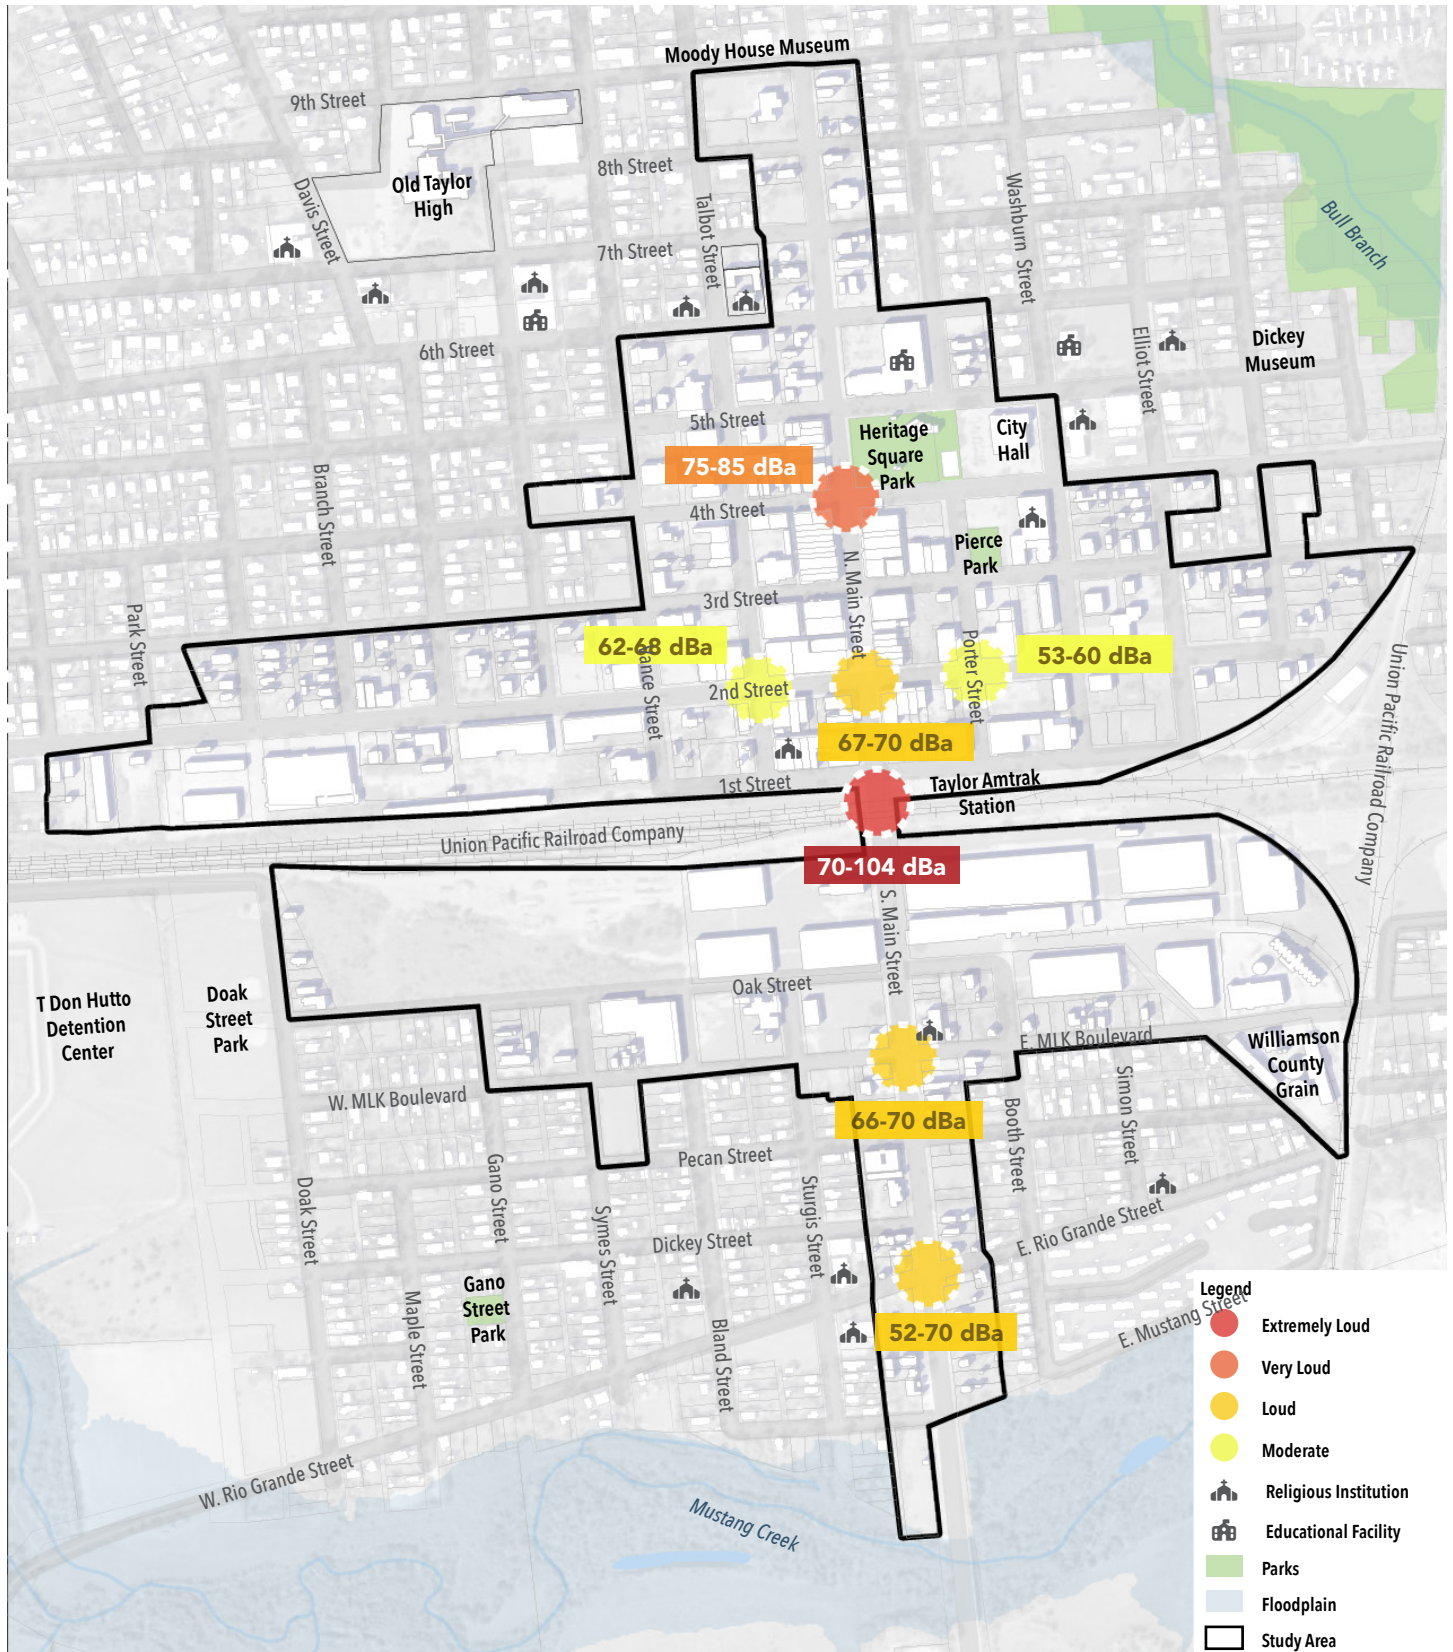 Moody House Museum
9th Street
8th Street
Old Taylor
High
Davis Street
Talbot Street
Washburn Street
Bull Branch
7th Street
6th Street
Elliot Street
Dickey
Museum
5th Street
Heritage
Square
Park
City
Hall
75-85 dBa
Branch Street
4th Street
Pierce
Park
N. Main Street
3rd Street
Park Street
62-68 dBa
Vance Street
2nd Street
Porter Street
53-60 dBa
Union Pacific Railroad Company
67-70 dBa
1st Street
Taylor Amtrak
Station
Union Pacific Railroad Company
70-104 dBa
S. Main Street
Oak Street
T Don Hutto
Detention
Center
Doak
Street
Park
E. MLK Boulevard
Williamson
County
Grain
W. MLK Boulevard
66-70 dBa
Booth Street
Simon Street
Pecan Street
Gano Street
Doak Street
Symes Street
Sturgis Street
E. Rio Grande Street
Dickey Street
Gano
Street
Park
Maple Street
Bland Street
52-70 dBa
E. Mustang Street
W. Rio Grande Street
Mustang Creek
Legend
Extremely Loud
Very Loud
Loud
Moderate
Religious Institution
Educational Facility
Parks
Floodplain
Study Area